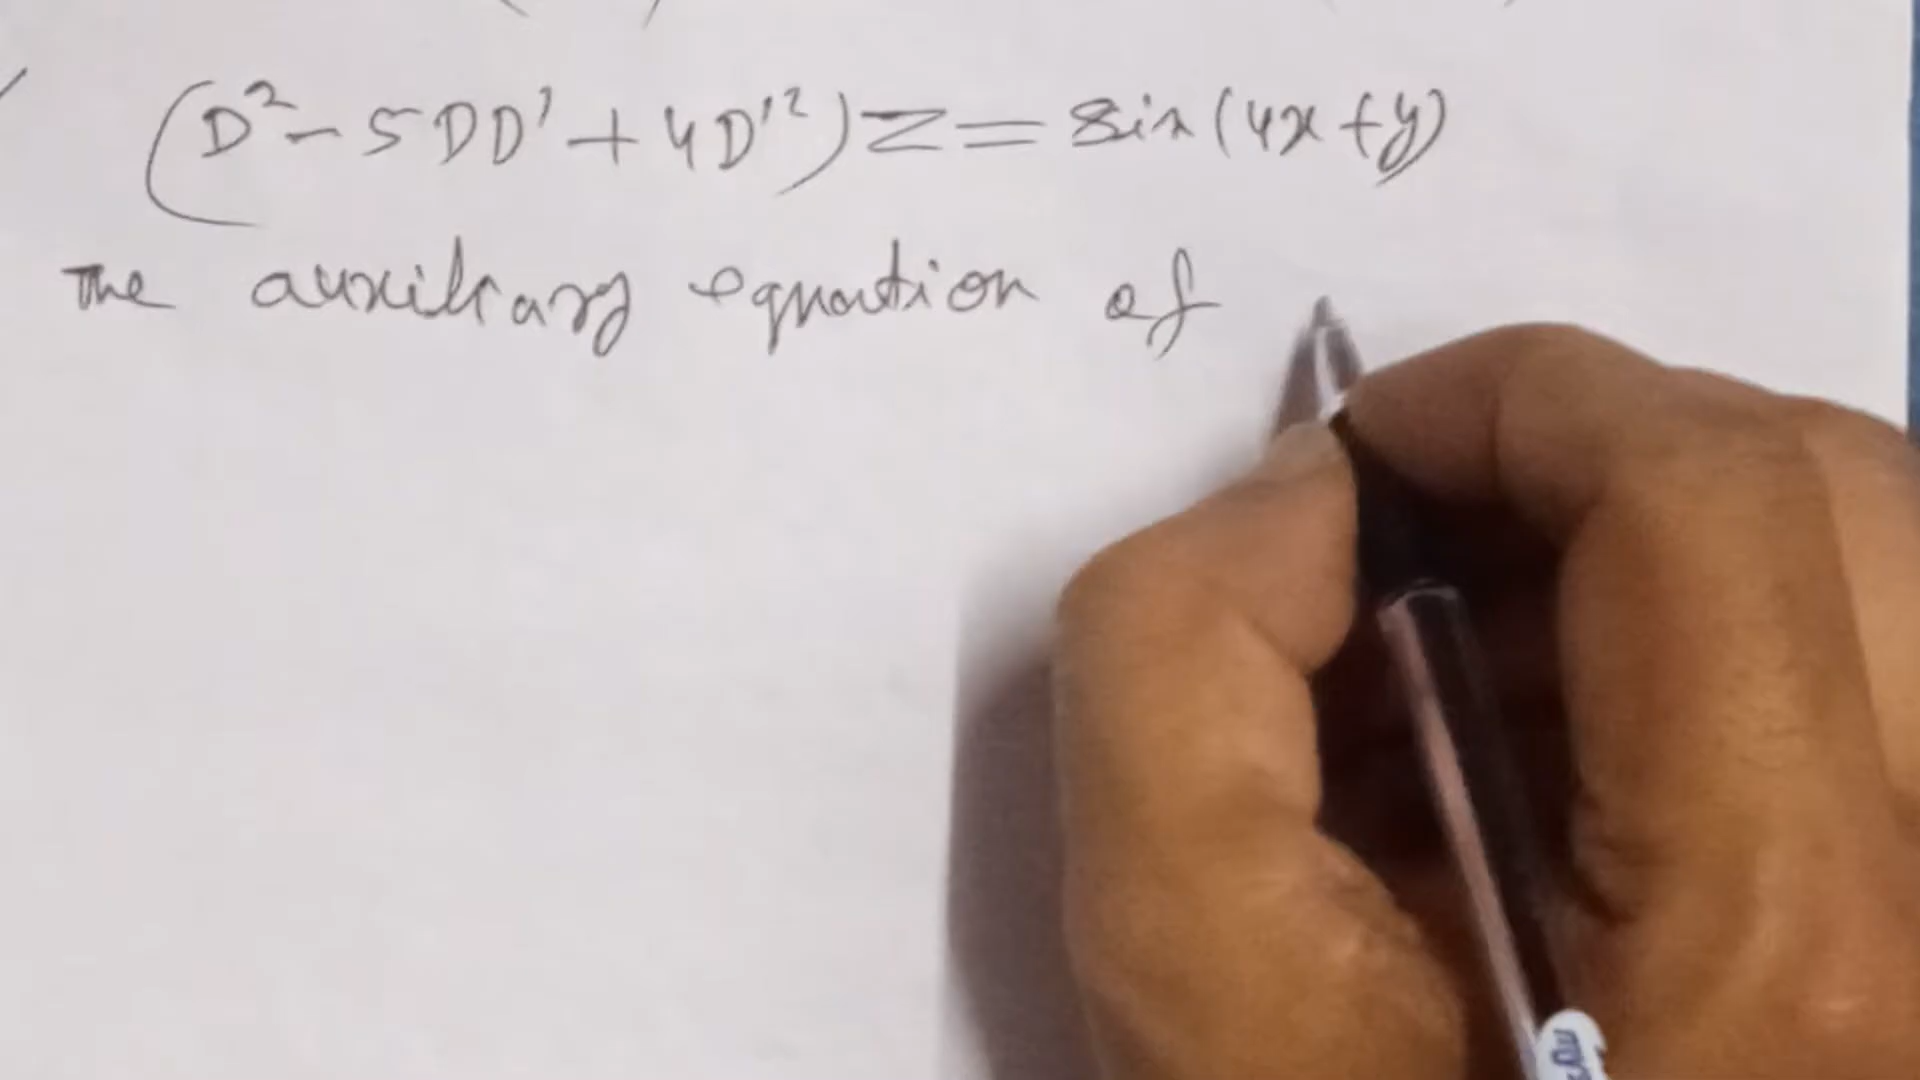 (D²-5DD'+4D'²)Z=sin(4x+y)
The auxiliary equation of